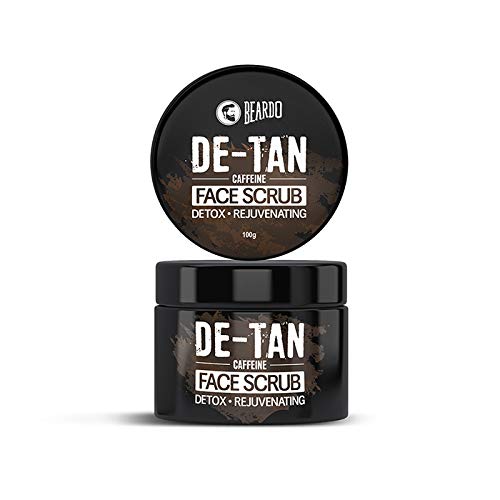 BEARDO
DE-TAN
CAFFEINE
FACE SCRUB
DETOX • REJUVENATING
100g
DE-TAN
CAFFEINE
FACE SCRUB
DETOX • REJUVENATING